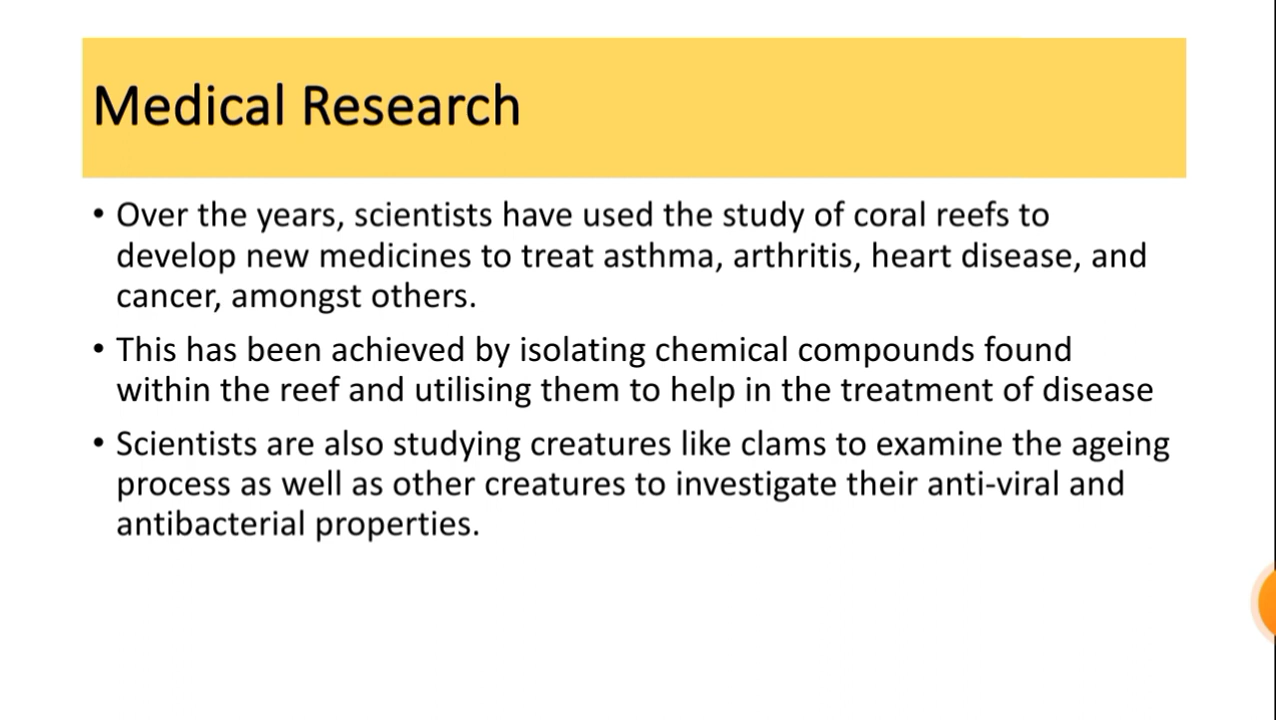 Medical Research
• Over the years, scientists have used the study of coral reefs to
develop new medicines to treat asthma, arthritis, heart disease, and
cancer, amongst others.
• This has been achieved by isolating chemical compounds found
within the reef and utilising them to help in the treatment of disease
• Scientists are also studying creatures like clams to examine the ageing
process as well as other creatures to investigate their anti-viral and
antibacterial properties.